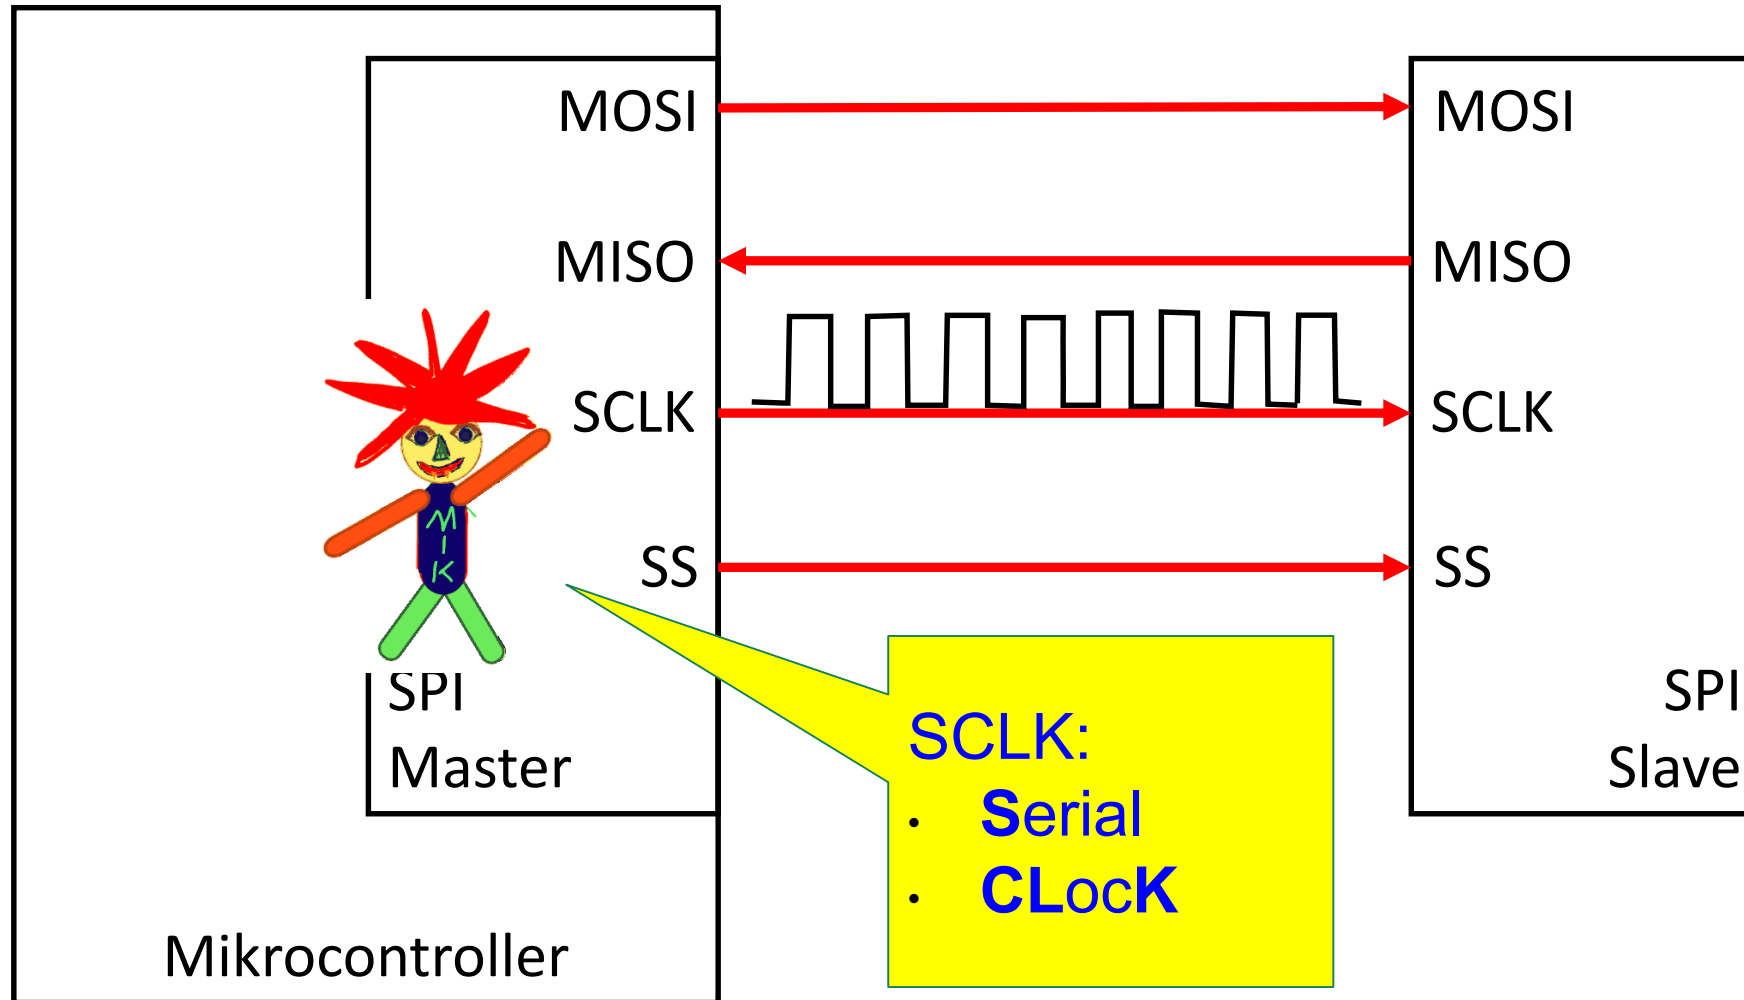 MOSI
MOSI
MISO
MISO
SCLK
SCLK
MIK
SS
SS
SPI
Master
SPI
Slave
SCLK:
• Serial
• CLocK
Mikrocontroller